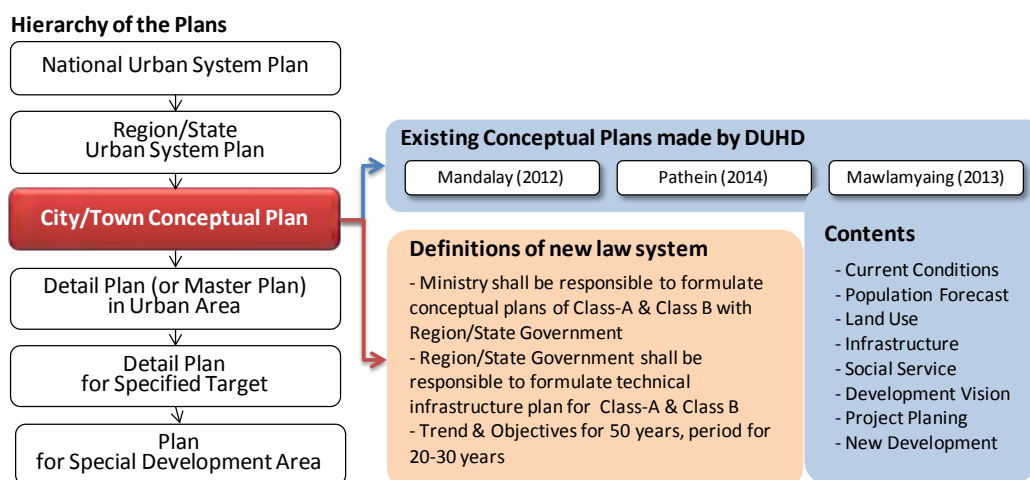 Hierarchy of the Plans
National Urban System Plan
Region/State
Urban System Plan
City/Town Conceptual Plan
Detail Plan (or Master Plan)
in Urban Area
Detail Plan
for Specified Target
Plan
for Special Development Area
Existing Conceptual Plans made by DUHD
Mandalay (2012)
Pathein (2014)
Mawlamyaing (2013)
Definitions of new law system
- Ministry shall be responsible to formulate
conceptual plans of Class-A & Class B with
Region/State Government
- Region/State Government shall be
responsible to formulate technical
infrastructure plan for Class-A & Class B
- Trend & Objectives for 50 years, period for
20-30 years
Contents
- Current Conditions
- Population Forecast
- Land Use
- Infrastructure
- Social Service
- Development Vision
- Project Planing
- New Development